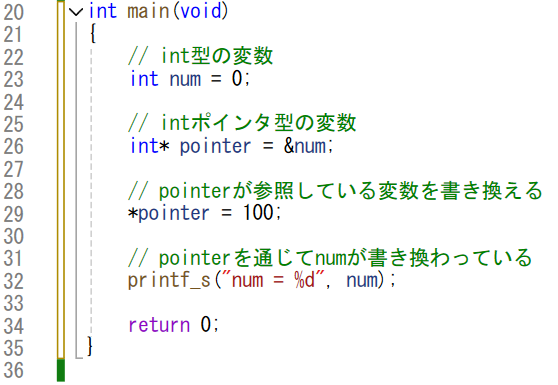 20 int main(void)
21 {
22 // int型の変数
23 int num = 0;
24
25 // intポインタ型の変数
26 int* pointer = &num;
27
28 // pointerが参照している変数を書き換える
29 *pointer = 100;
30
31 // pointerを通じてnumが書き換わっている
32 printf_s("num = %d", num);
33
34 return 0;
35 }
36